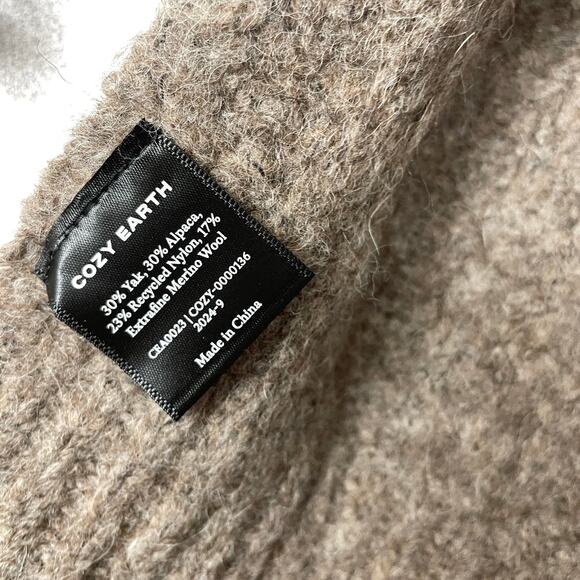 COZY EARTH
30% Yak, 30% Alpaca,
23% Recycled Nylon, 17%
Extrafine Merino Wool
CEA0023 | COZY-0000136
2024-9
Made in China